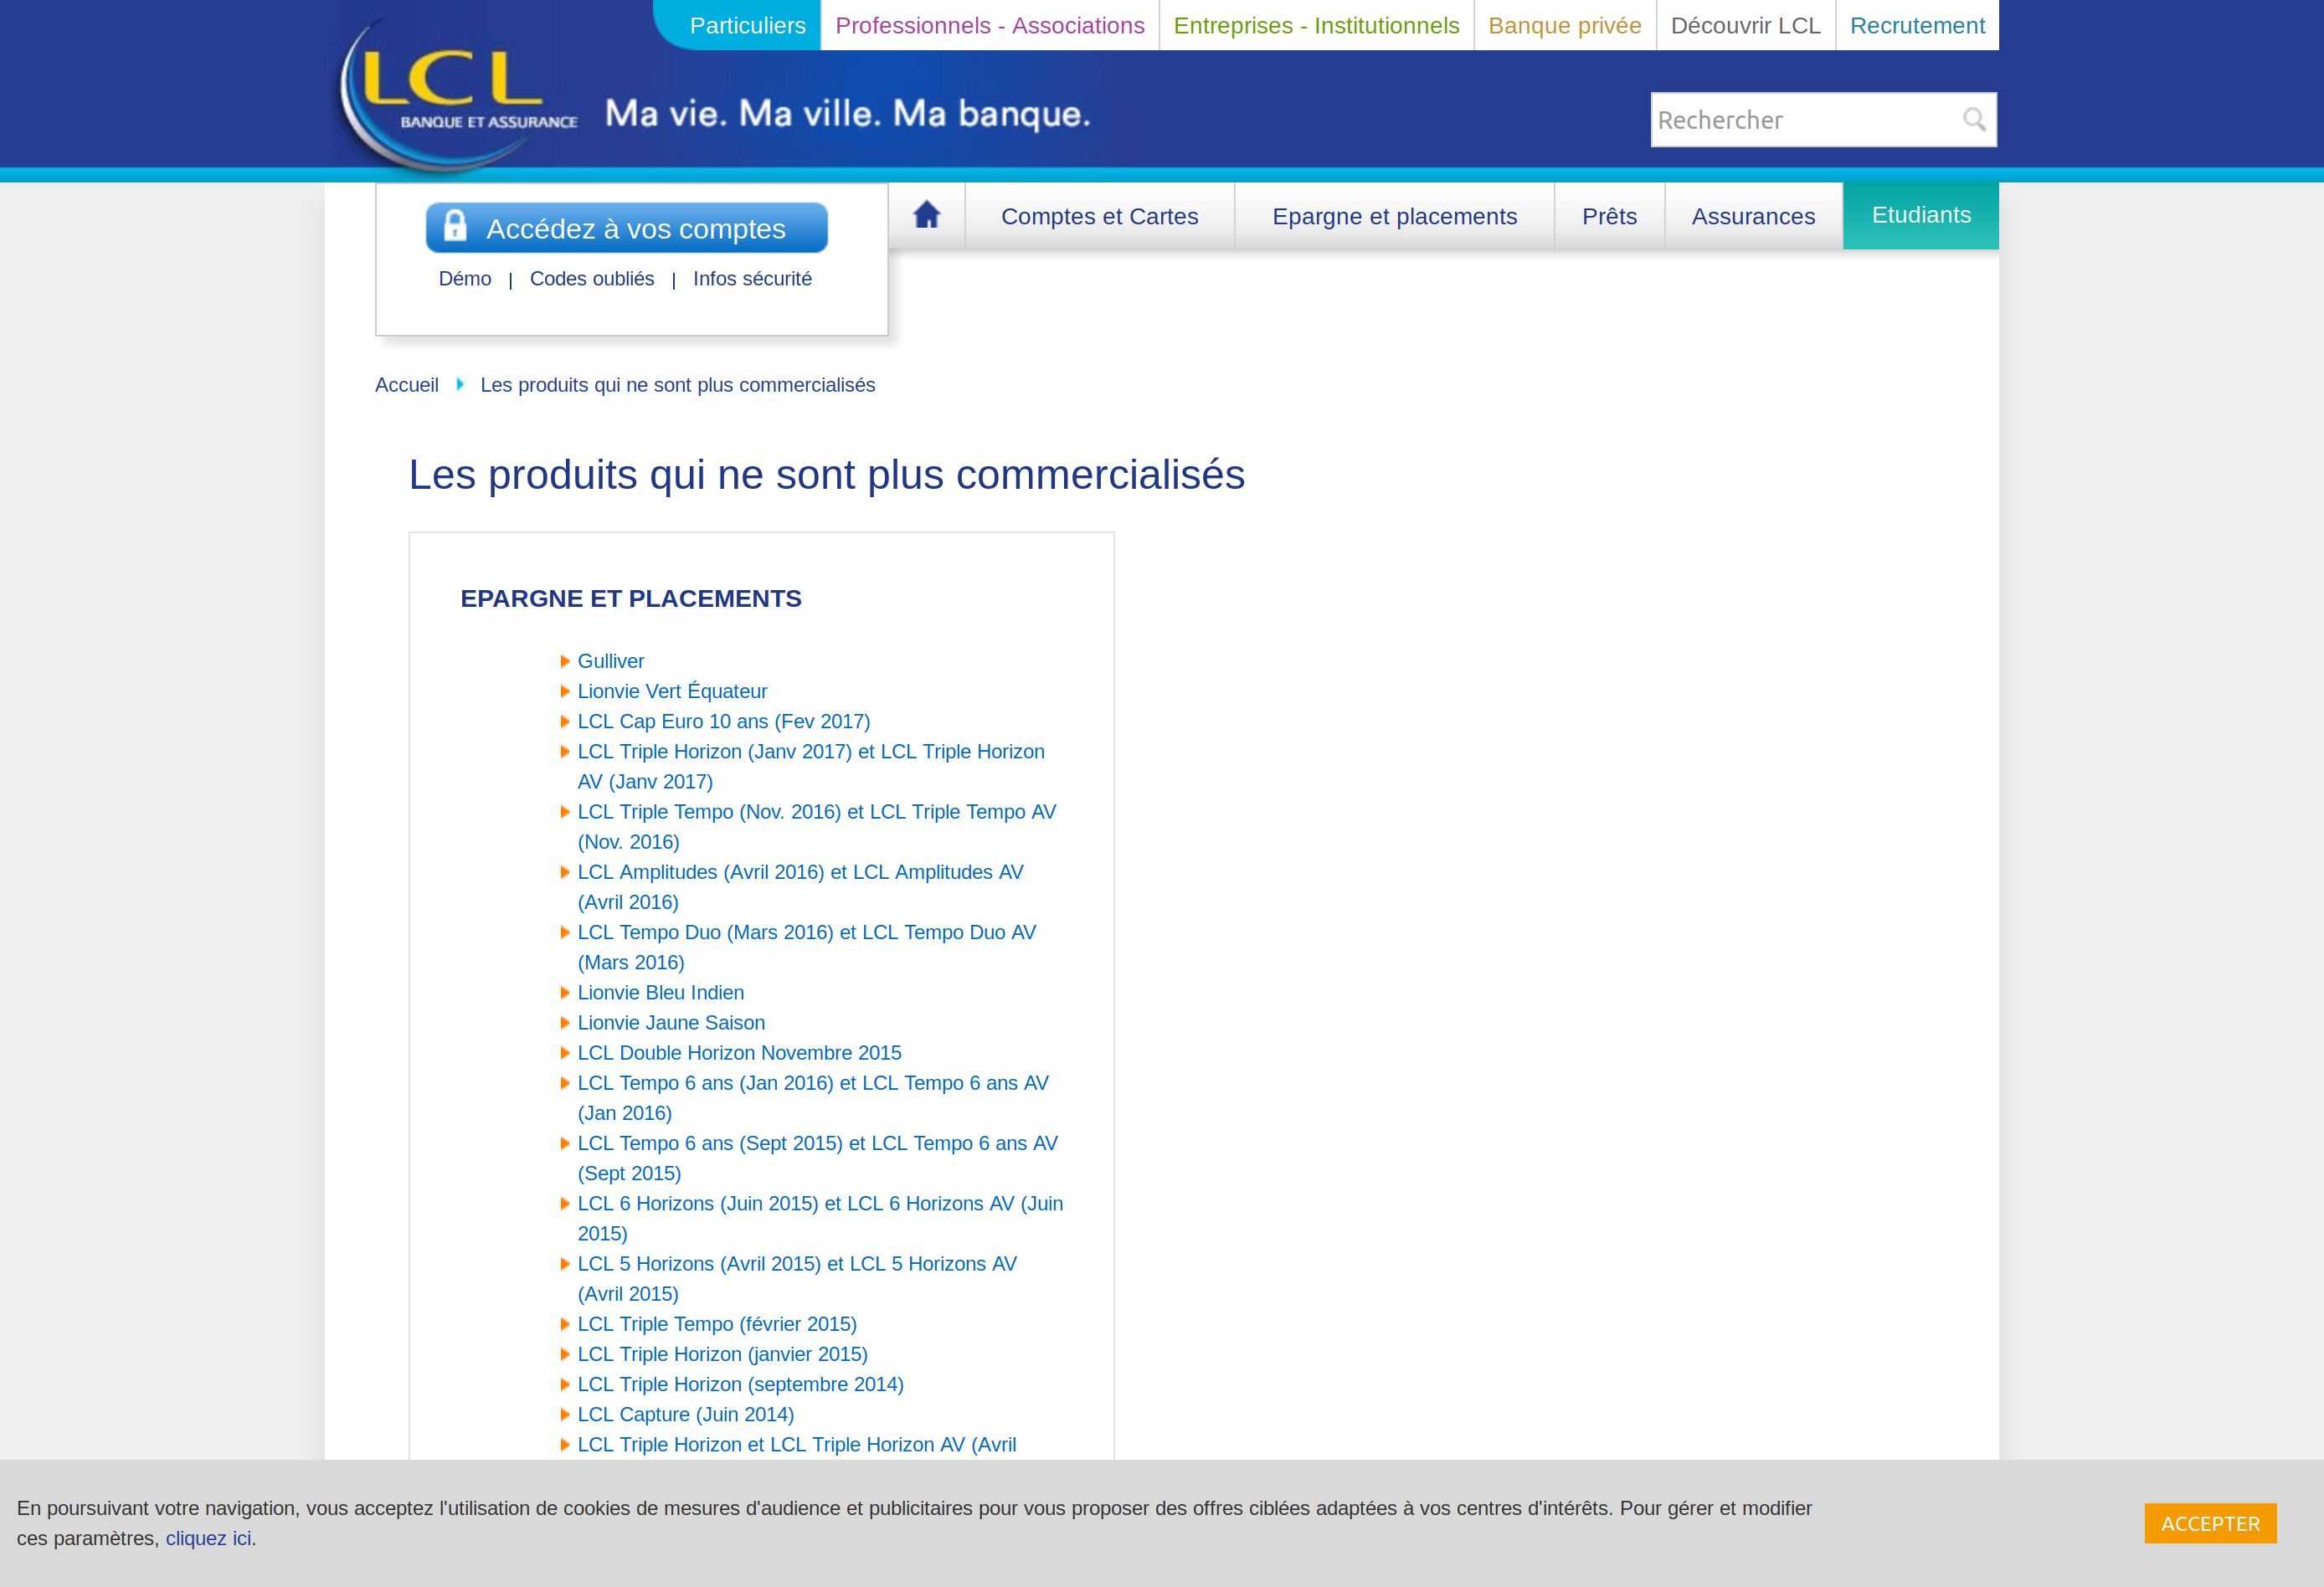 Particuliers
Professionnels - Associations
Entreprises - Institutionnels
Banque privée
Découvrir LCL
Recrutement
LCL
BANQUE ET ASSURANCE
Ma vie. Ma ville. Ma banque.
Rechercher
Accédez à vos comptes
Démo | Codes oubliés | Infos sécurité
Comptes et Cartes
Epargne et placements
Prêts
Assurances
Etudiants
Accueil
Les produits qui ne sont plus commercialisés
Les produits qui ne sont plus commercialisés
EPARGNE ET PLACEMENTS
Gulliver
Lionvie Vert Équateur
LCL Cap Euro 10 ans (Fev 2017)
LCL Triple Horizon (Janv 2017) et LCL Triple Horizon
AV (Janv 2017)
LCL Triple Tempo (Nov. 2016) et LCL Triple Tempo AV
(Nov. 2016)
LCL Amplitudes (Avril 2016) et LCL Amplitudes AV
(Avril 2016)
LCL Tempo Duo (Mars 2016) et LCL Tempo Duo AV
(Mars 2016)
Lionvie Bleu Indien
Lionvie Jaune Saison
LCL Double Horizon Novembre 2015
LCL Tempo 6 ans (Jan 2016) et LCL Tempo 6 ans AV
(Jan 2016)
LCL Tempo 6 ans (Sept 2015) et LCL Tempo 6 ans AV
(Sept 2015)
LCL 6 Horizons (Juin 2015) et LCL 6 Horizons AV (Juin
2015)
LCL 5 Horizons (Avril 2015) et LCL 5 Horizons AV
(Avril 2015)
LCL Triple Tempo (février 2015)
LCL Triple Horizon (janvier 2015)
LCL Triple Horizon (septembre 2014)
LCL Capture (Juin 2014)
LCL Triple Horizon et LCL Triple Horizon AV (Avril
En poursuivant votre navigation, vous acceptez l'utilisation de cookies de mesures d'audience et publicitaires pour vous proposer des offres ciblées adaptées à vos centres d'intérêts. Pour gérer et modifier
ces paramètres, cliquez ici.
ACCEPTER